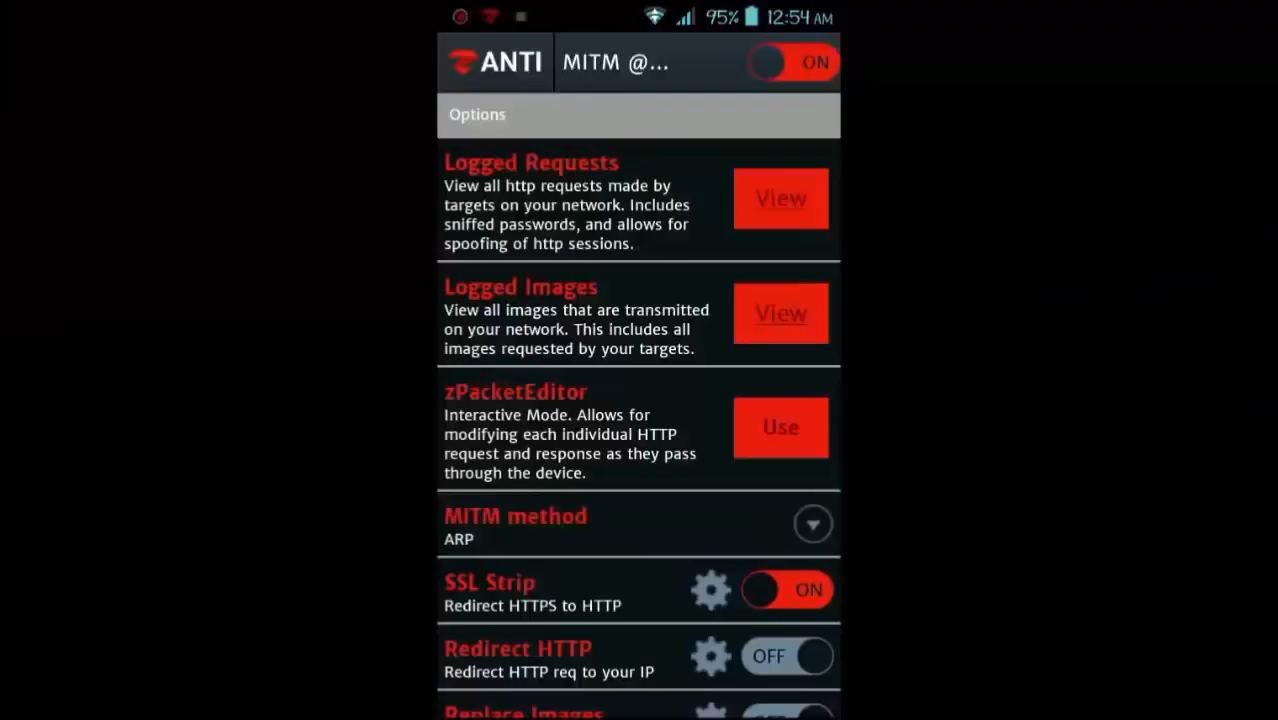 95% 12:54 AM
ANTI MITM @... ON
Options
Logged Requests
View all http requests made by
targets on your network. Includes
sniffed passwords, and allows for
spoofing of http sessions.
View
Logged Images
View all images that are transmitted
on your network. This includes all
images requested by your targets.
View
zPacketEditor
Interactive Mode. Allows for
modifying each individual HTTP
request and response as they pass
through the device.
Use
MITM method
ARP
SSL Strip
Redirect HTTPS to HTTP
ON
Redirect HTTP
Redirect HTTP req to your IP
OFF
Replace Images